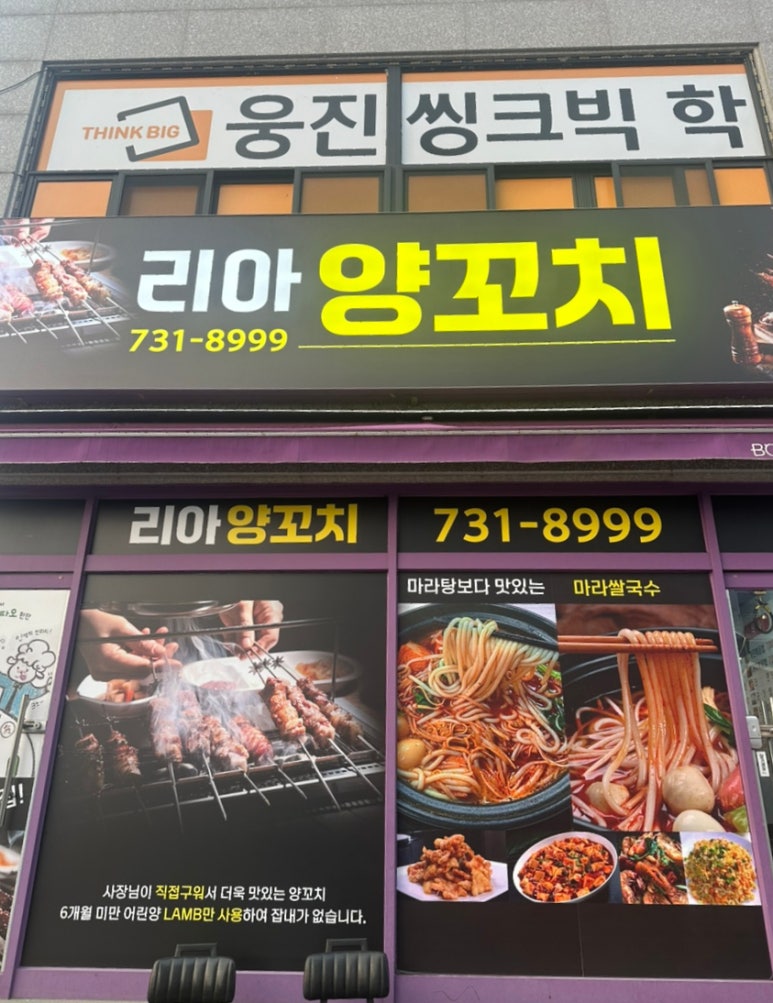 THINK BIG 웅진 씽크빅 학
리아 양꼬치
731-8999
리아 양꼬치 731-8999
마라탕보다 맛있는 마라쌀국수
사장님이 직접구워서 더욱 맛있는 양꼬치
6개월 미만 어린양 LAMB만 사용하여 잡내가 없습니다.